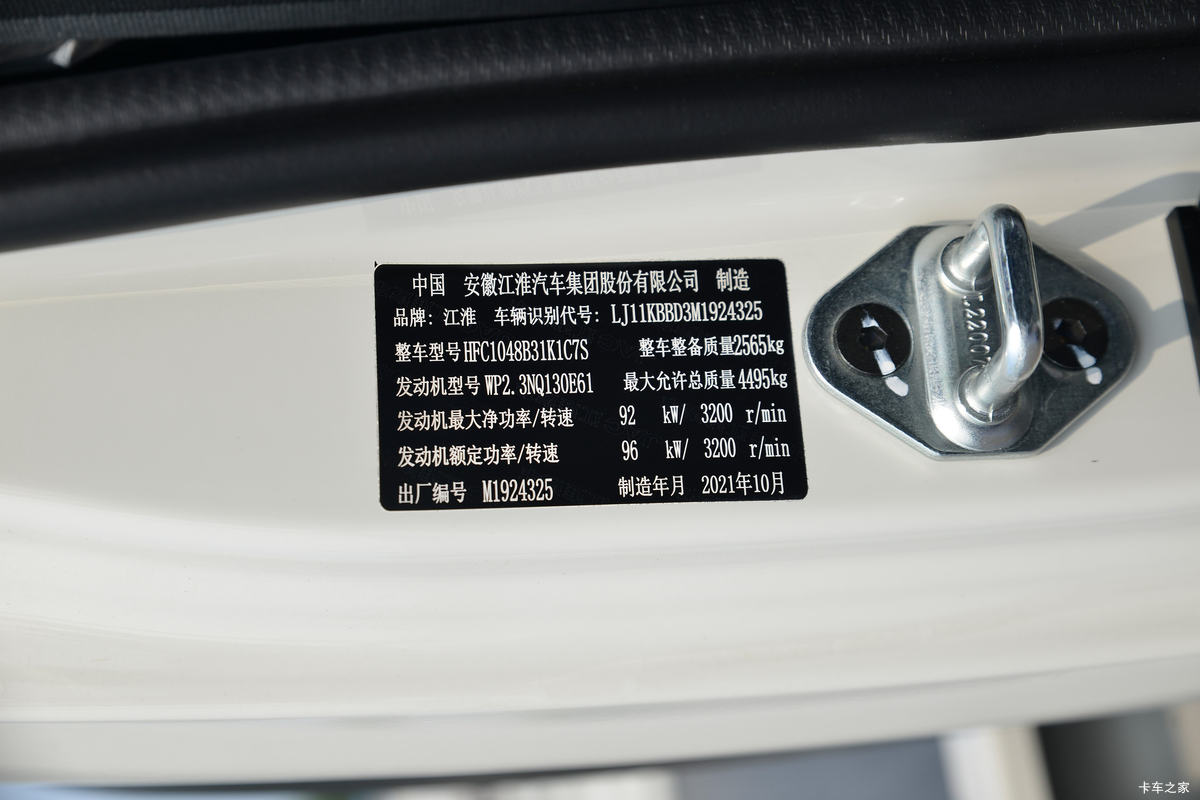 中国 安徽江淮汽车集团股份有限公司 制造
品牌：江淮 车辆识别代号：LJ11KBBD3M1924325
整车型号HFC1048B31K1C7S 整车整备质量2565kg
发动机型号WP2.3NQ130E61 最大允许总质量4495kg
发动机最大净功率/转速 92 kW/ 3200 r/min
发动机额定功率/转速 96 kW/ 3200 r/min
出厂编号 M1924325 制造年月 2021年10月
卡车之家